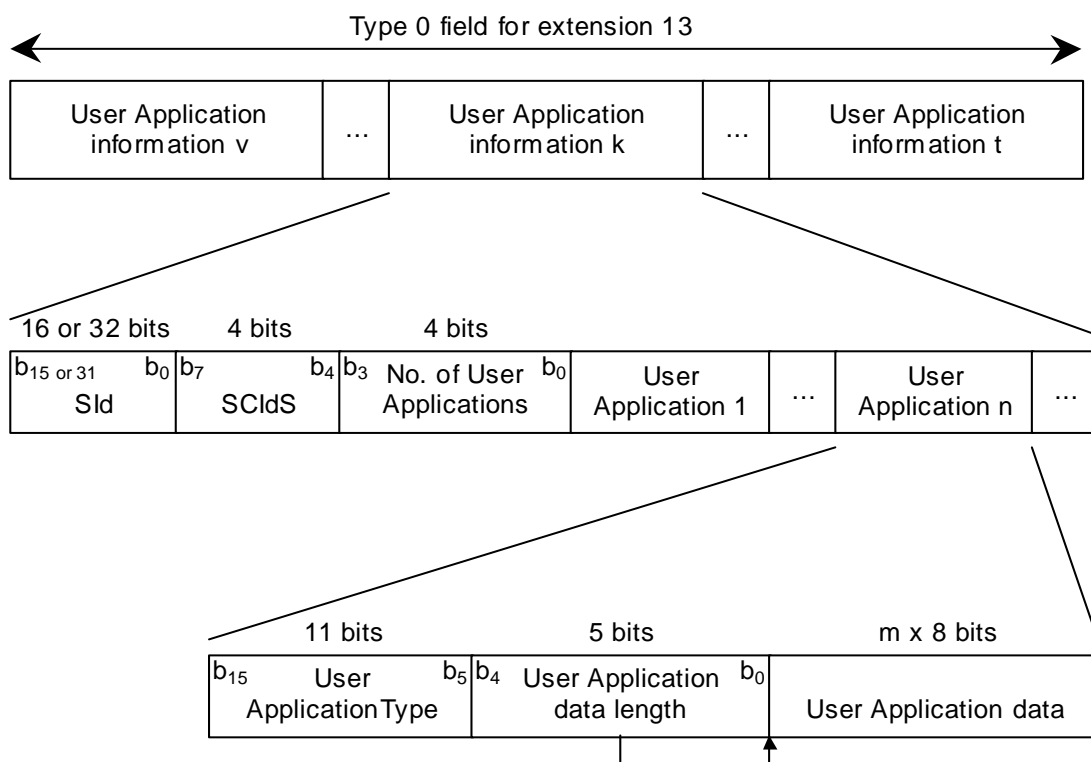 Type 0 field for extension 13
User Application information v
...
User Application information k
...
User Application information t
16 or 32 bits
4 bits
4 bits
b15 or 31 b0
SId
b7 b4
SCIdS
b3 No. of User b0
Applications
User
Application 1
...
User
Application n
...
11 bits
5 bits
m x 8 bits
b15 User b5
Application Type
b4 User Application b0
data length
User Application data